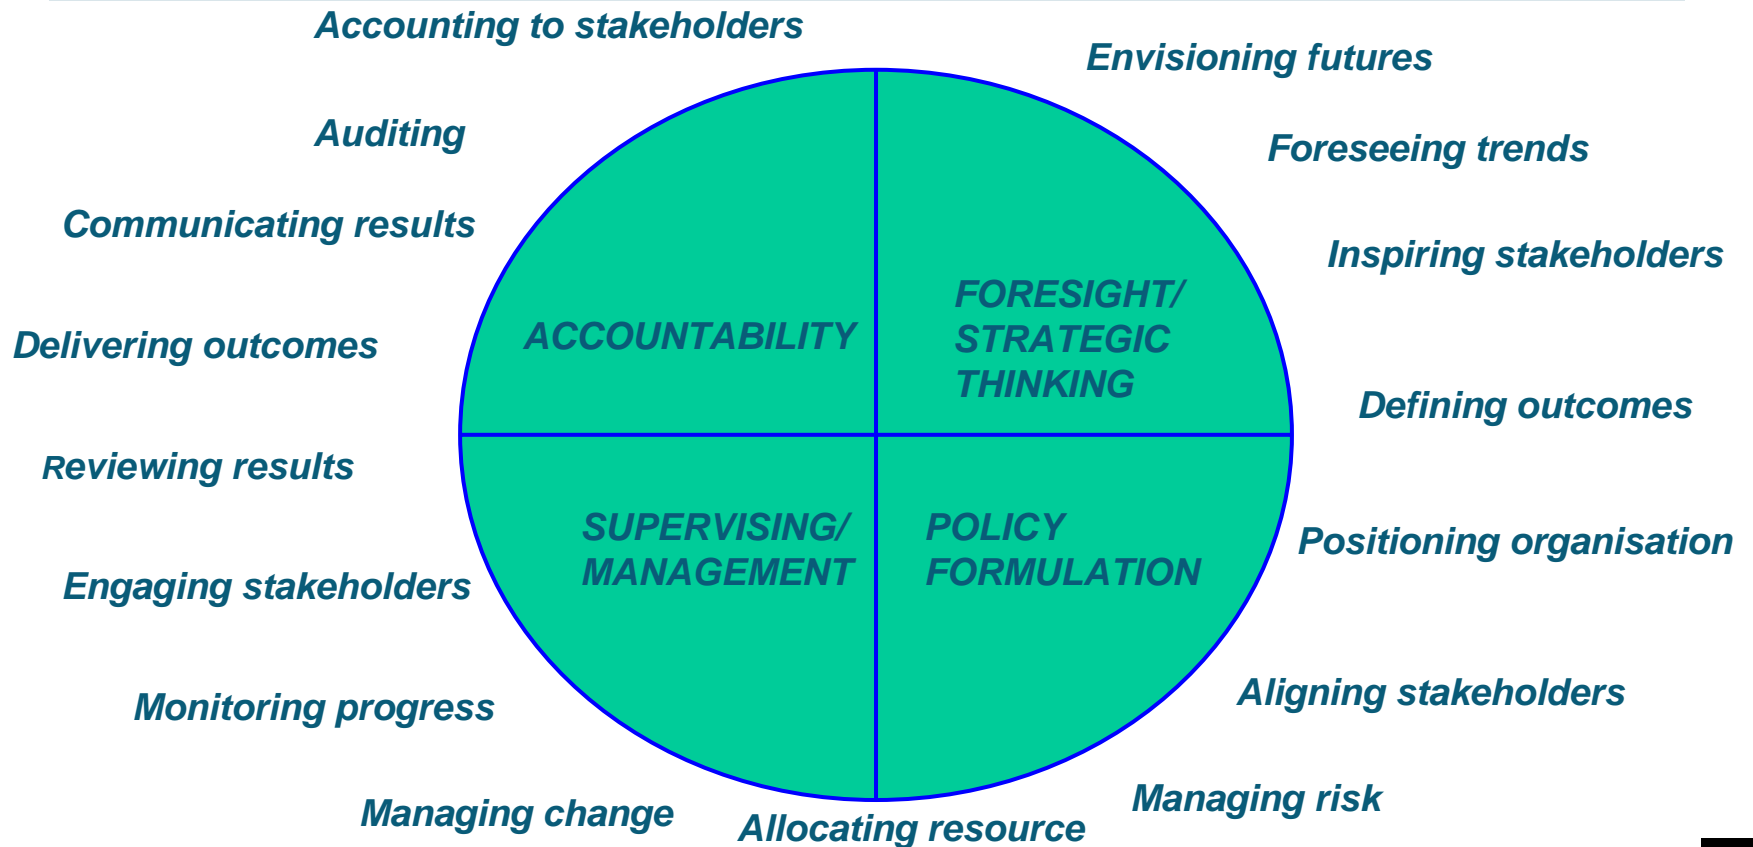 Accounting to stakeholders
Envisioning futures
Auditing
Foreseeing trends
Communicating results
Inspiring stakeholders
FORESIGHT/
STRATEGIC
THINKING
ACCOUNTABILITY
Delivering outcomes
Defining outcomes
Reviewing results
SUPERVISING/
MANAGEMENT
POLICY
FORMULATION
Positioning organisation
Engaging stakeholders
Aligning stakeholders
Monitoring progress
Managing risk
Managing change
Allocating resource